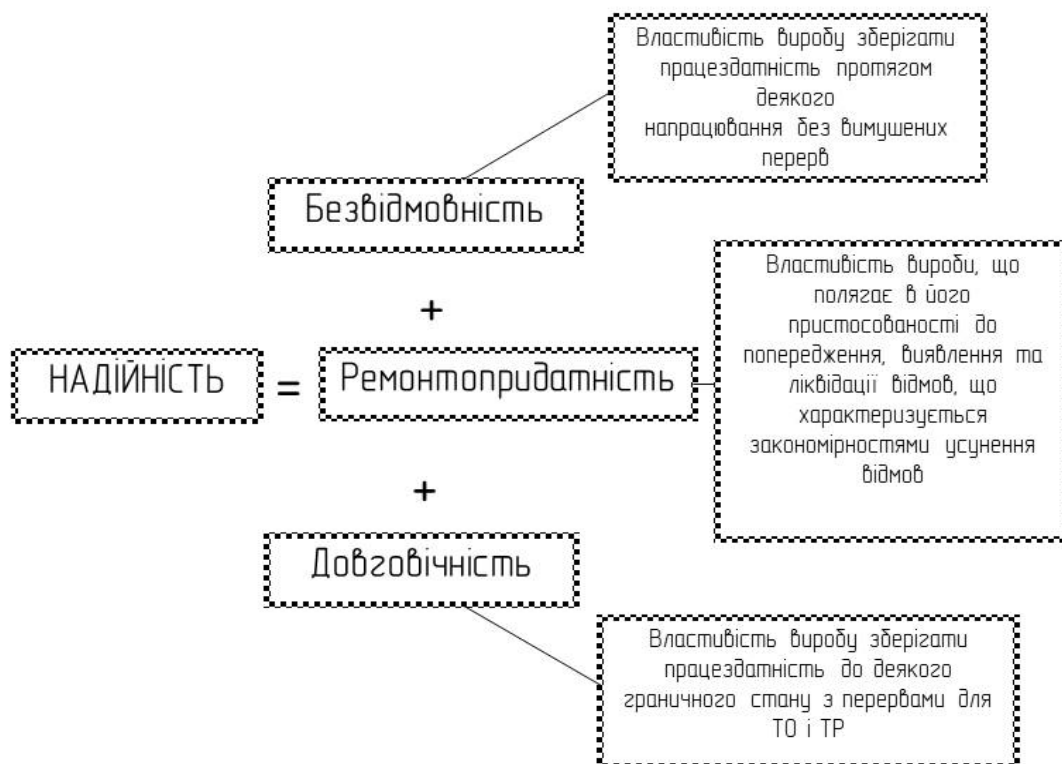 Властивість виробу зберігати
працездатність протягом
деякого
напрацювання без вимушених
перерв
Безвідмовність
+
Властивість вироби, що
полягає в його
пристосованості до
попередження, виявлення та
ліквідації відмов, що
характеризується
закономірностями усунення
відмов
НАДІЙНІСТЬ = Ремонтопридатність
+
Довговічність
Властивість виробу зберігати
працездатність до деякого
граничного стану з перервами для
ТО і ТР